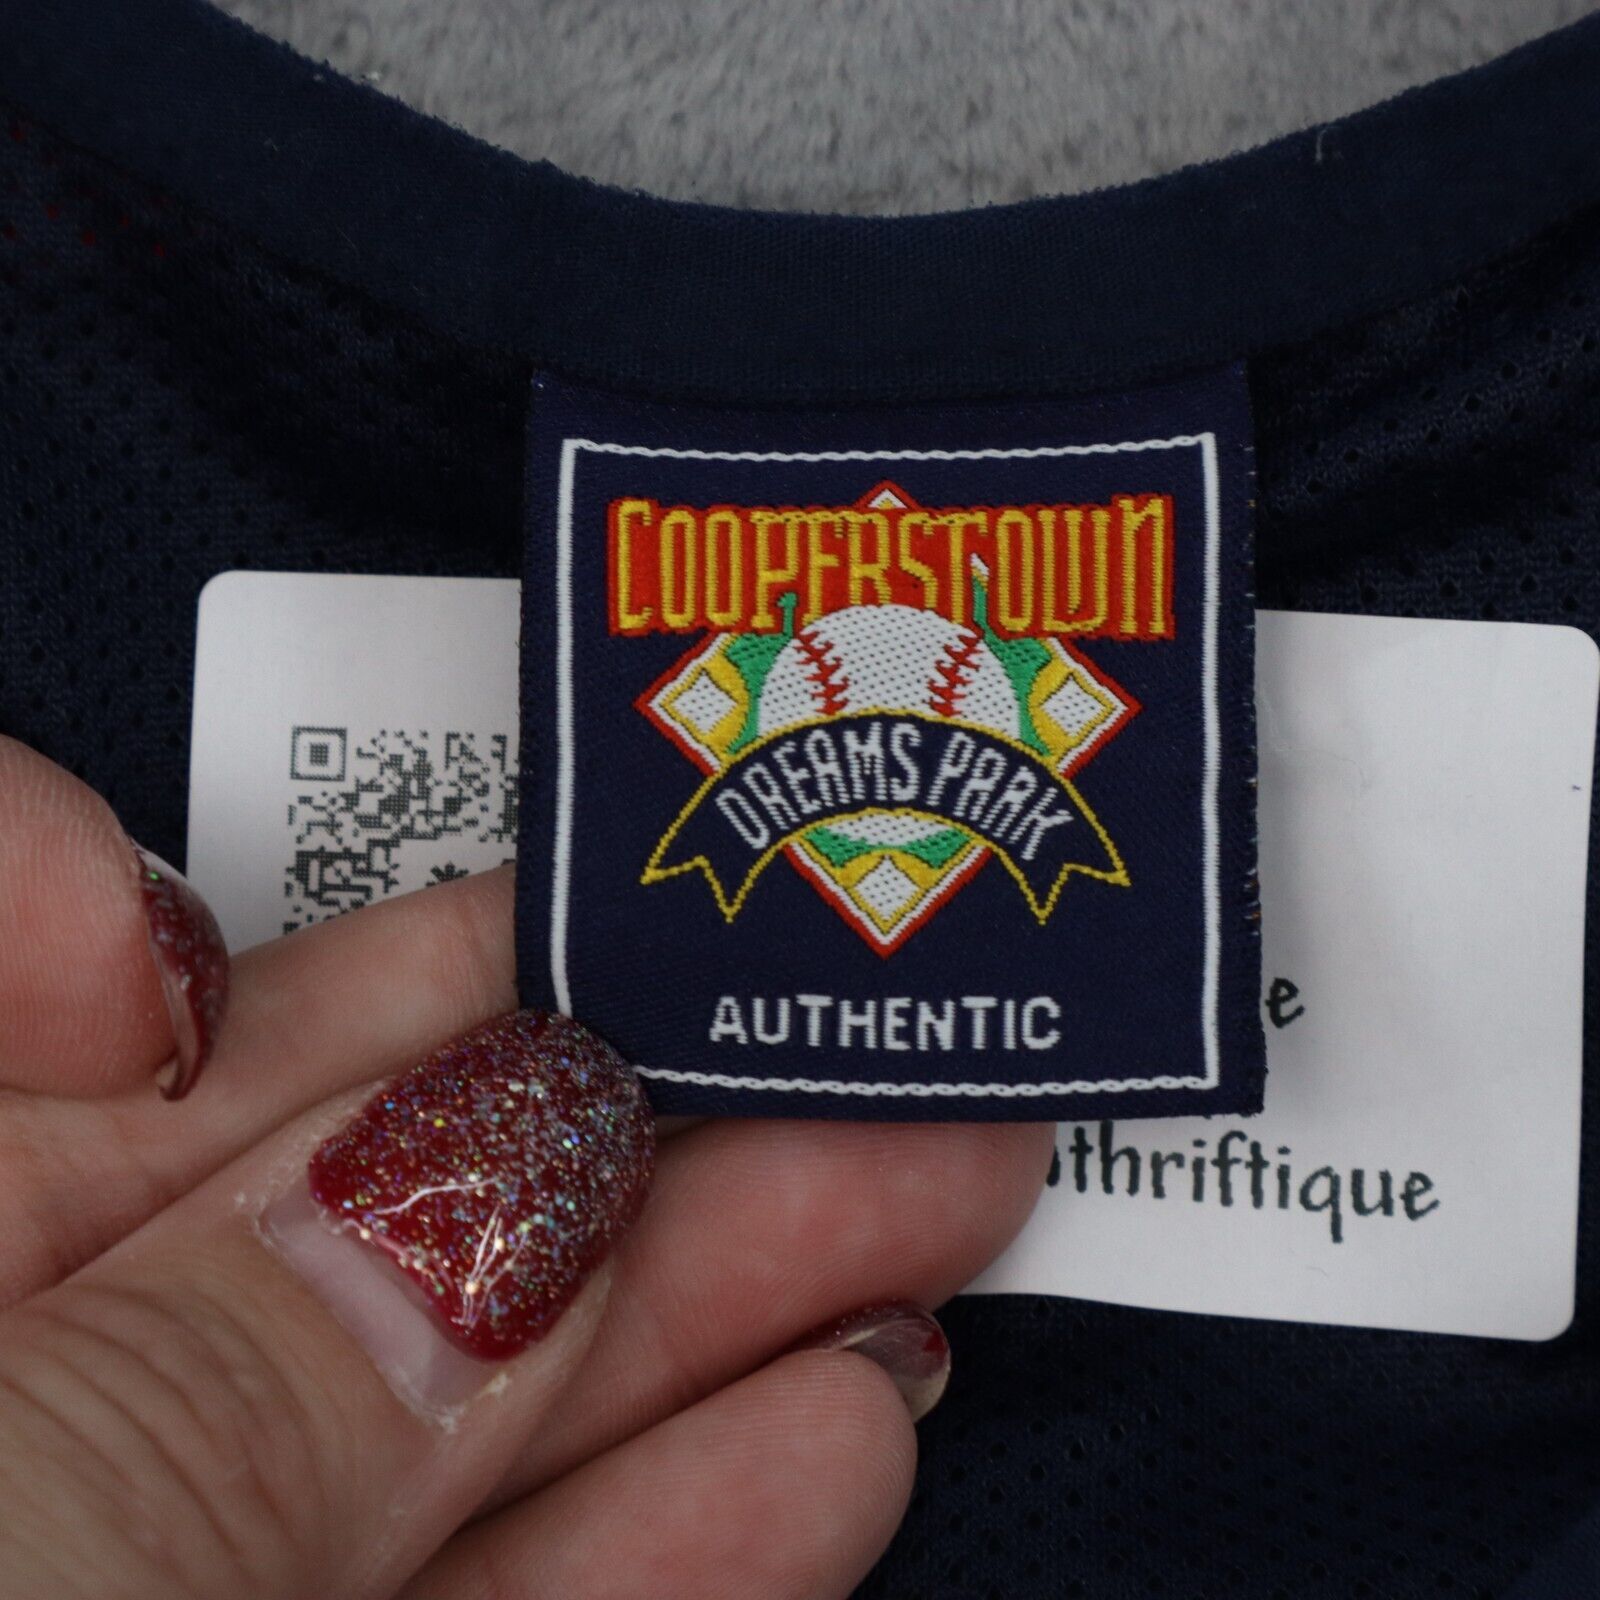 COOPERSTOWN
DREAMS PARK
AUTHENTIC
thriftique